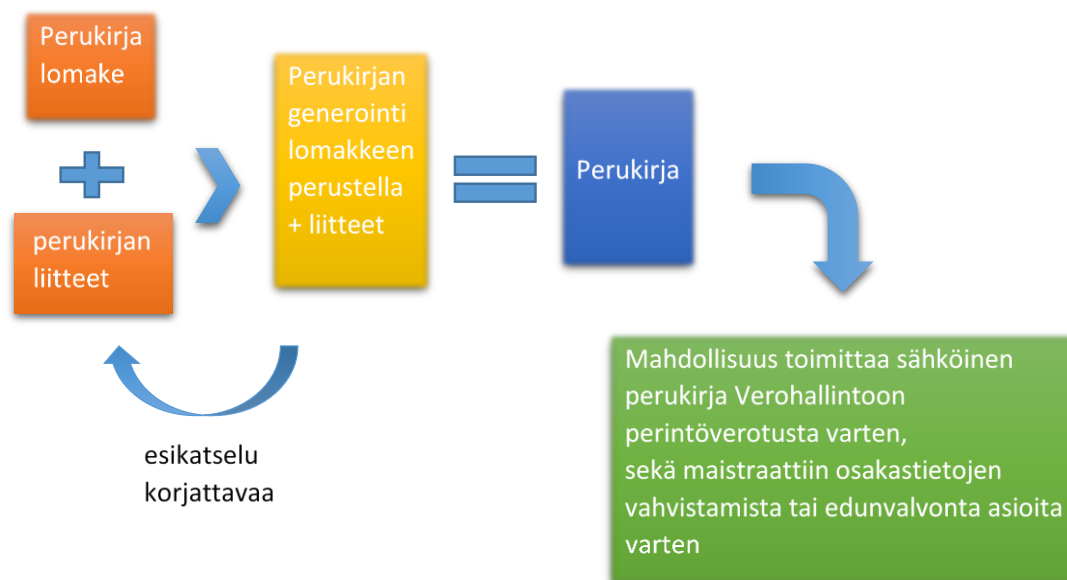 Perukirja
lomake
perukirjan
liitteet
Perukirjan
generointi
lomakkeen
perustella
+ liitteet
Perukirja
esikatselu
korjattavaa
Mahdollisuus toimittaa sähköinen
perukirja Verohallintoon
perintöverotusta varten,
sekä maistraattiin osakastietojen
vahvistamista tai edunvalvonta asioita
varten